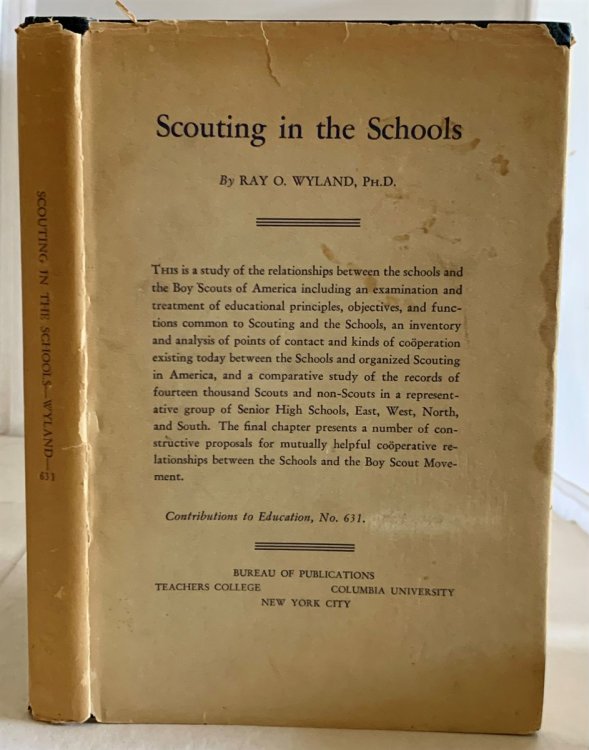 SCOUTING IN THE SCHOOLS—WYLAND—
631
Scouting in the Schools
By RAY O. WYLAND, PH.D.
THIS is a study of the relationships between the schools and
the Boy Scouts of America including an examination and
treatment of educational principles, objectives, and func-
tions common to Scouting and the Schools, an inventory
and analysis of points of contact and kinds of coöperation
existing today between the Schools and organized Scouting
in America, and a comparative study of the records of
fourteen thousand Scouts and non-Scouts in a represent-
ative group of Senior High Schools, East, West, North,
and South. The final chapter presents a number of con-
structive proposals for mutually helpful coöperative re-
lationships between the Schools and the Boy Scout Move-
ment.
Contributions to Education, No. 631.
BUREAU OF PUBLICATIONS
TEACHERS COLLEGE COLUMBIA UNIVERSITY
NEW YORK CITY